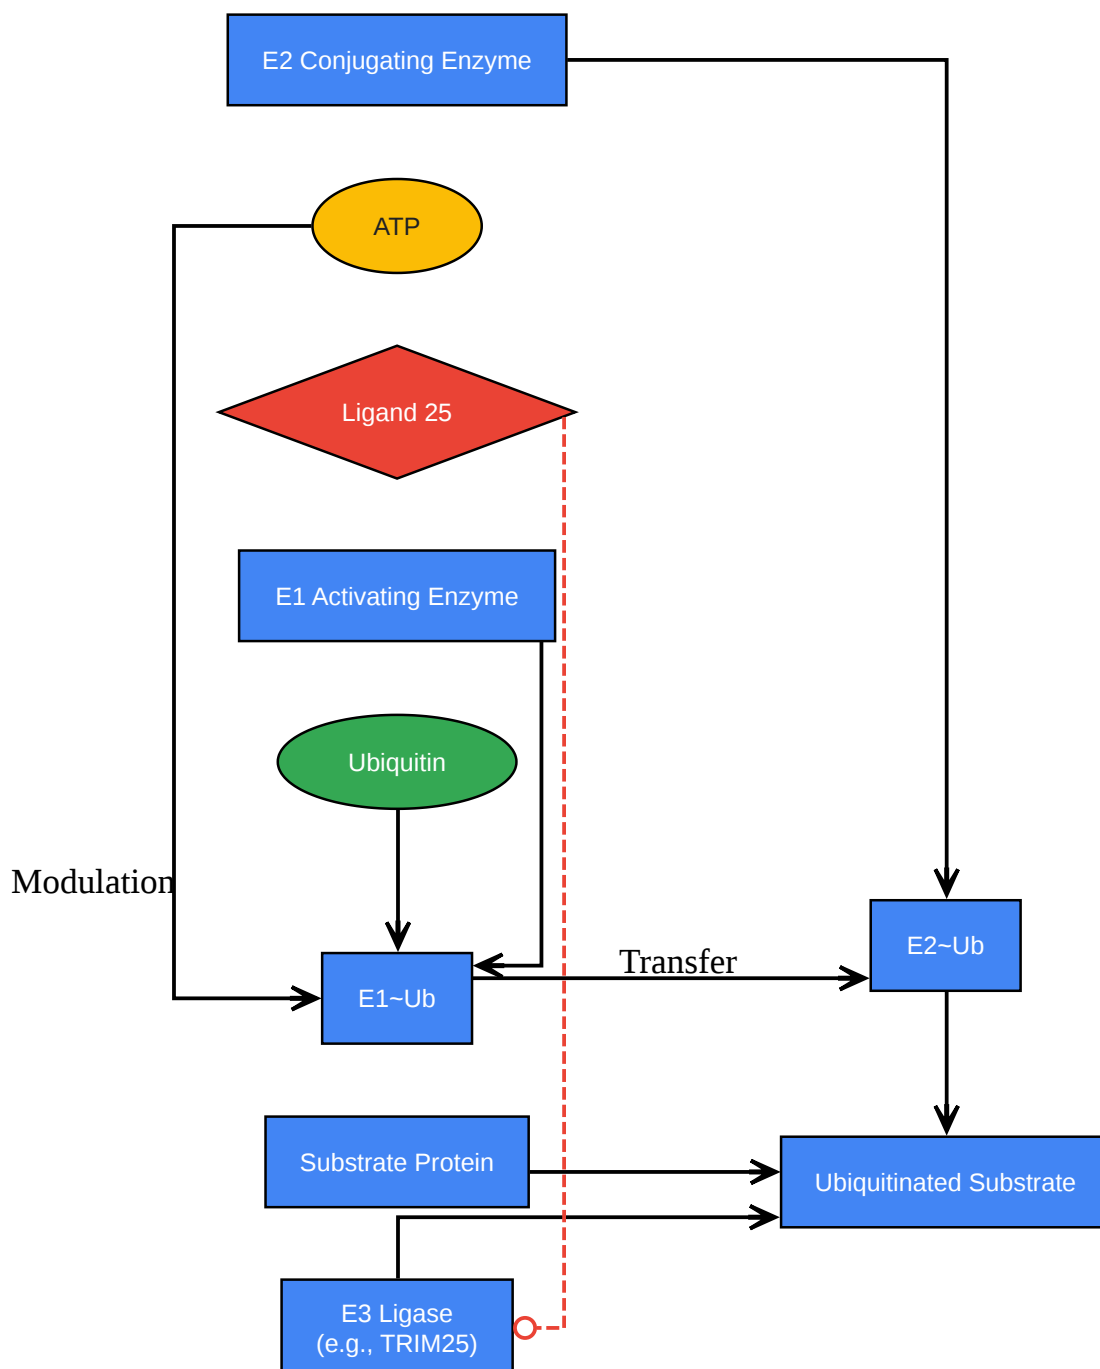 E2 Conjugating Enzyme
ATP
Ligand 25
E1 Activating Enzyme
Ubiquitin
Modulation
E2~Ub
Transfer
E1~Ub
Substrate Protein
Ubiquitinated Substrate
E3 Ligase
(e.g., TRIM25)